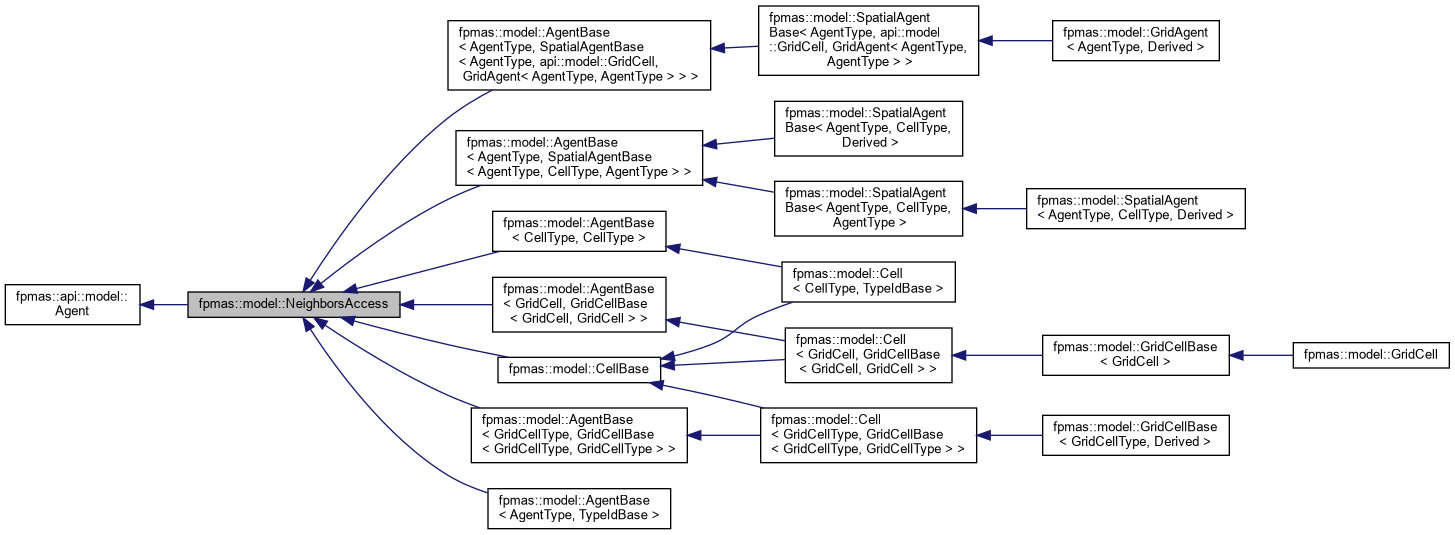 fpmas::api::model::
Agent
fpmas::model::NeighborsAccess
fpmas::model::AgentBase
< AgentType, SpatialAgentBase
< AgentType, api::model::GridCell,
GridAgent< AgentType, AgentType > > >
fpmas::model::SpatialAgent
Base< AgentType, api::model
::GridCell, GridAgent< AgentType,
AgentType > >
fpmas::model::GridAgent
< AgentType, Derived >
fpmas::model::AgentBase
< AgentType, SpatialAgentBase
< AgentType, CellType, AgentType > >
fpmas::model::SpatialAgent
Base< AgentType, CellType,
Derived >
fpmas::model::SpatialAgent
Base< AgentType, CellType,
AgentType >
fpmas::model::SpatialAgent
< AgentType, CellType, Derived >
fpmas::model::AgentBase
< CellType, CellType >
fpmas::model::Cell
< CellType, TypeIdBase >
fpmas::model::AgentBase
< GridCell, GridCellBase
< GridCell, GridCell > >
fpmas::model::CellBase
fpmas::model::Cell
< GridCell, GridCellBase
< GridCell, GridCell > >
fpmas::model::GridCellBase
< GridCell >
fpmas::model::GridCell
fpmas::model::AgentBase
< GridCellType, GridCellBase
< GridCellType, GridCellType > >
fpmas::model::Cell
< GridCellType, GridCellBase
< GridCellType, GridCellType > >
fpmas::model::GridCellBase
< GridCellType, Derived >
fpmas::model::AgentBase
< AgentType, TypeIdBase >